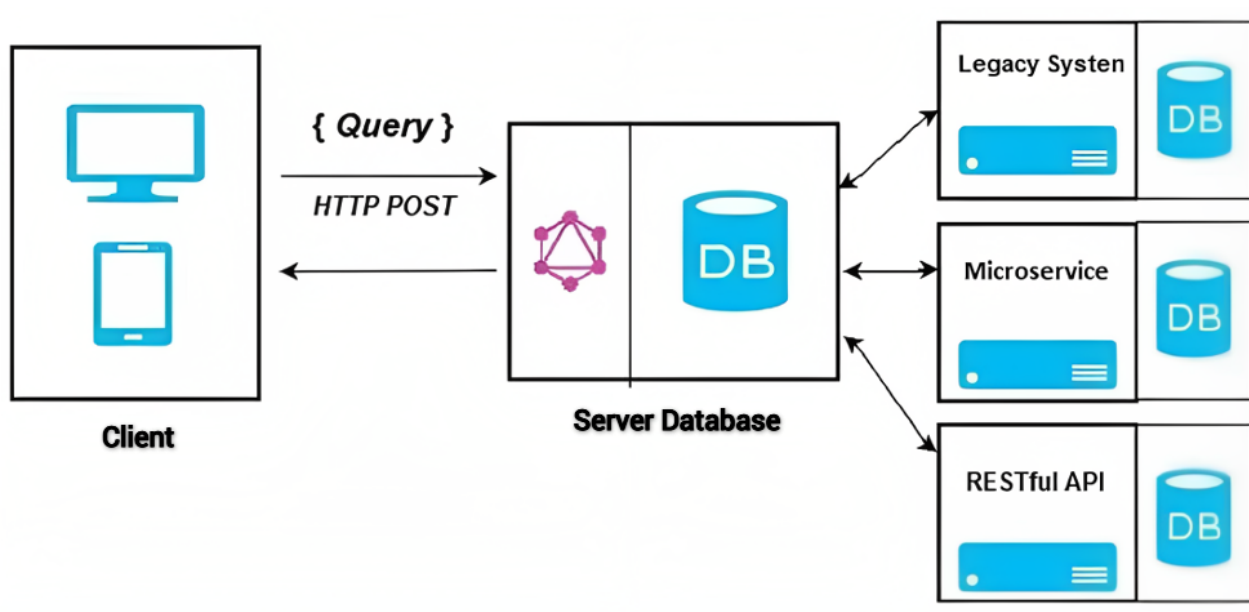 { Query }
HTTP POST
Client
DB
Server Database
Legacy Systen
DB
Microservice
DB
RESTful API
DB